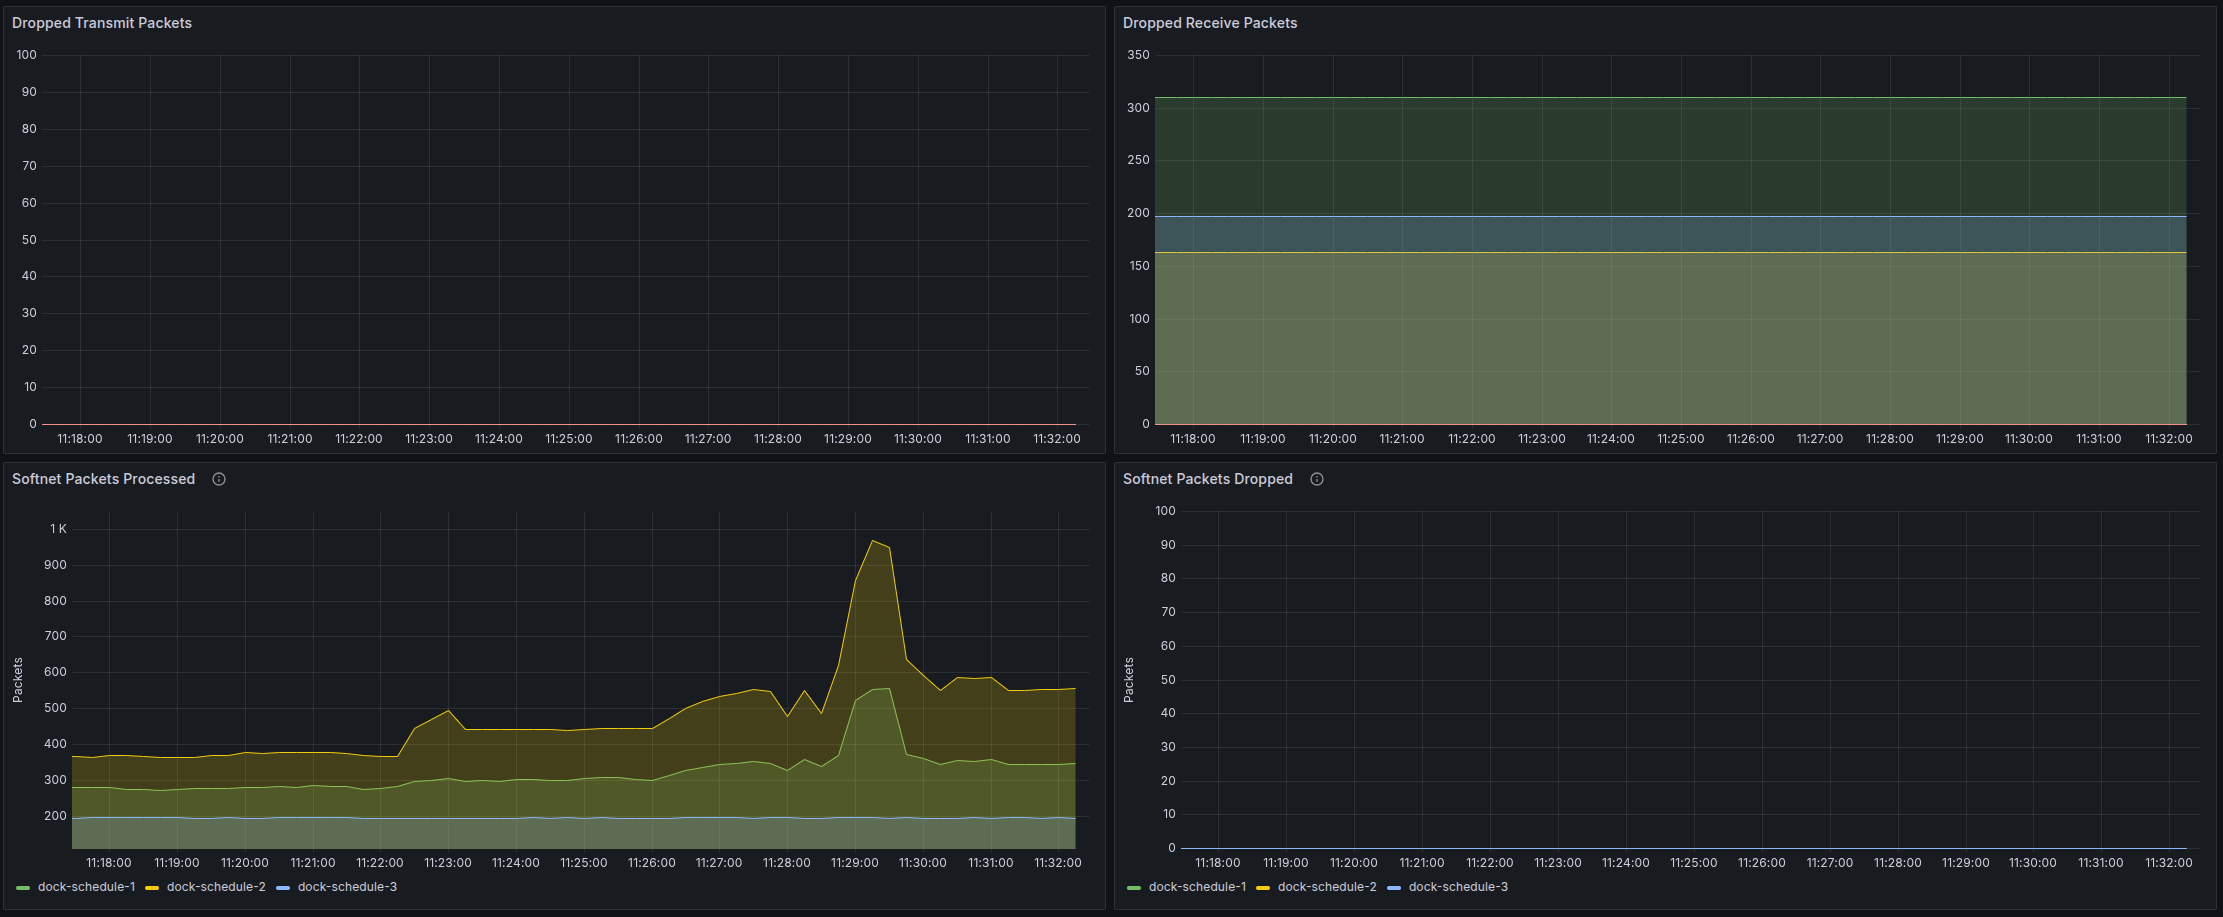 Dropped Transmit Packets
100
90
80
70
60
50
40
30
20
10
0
11:18:00 11:19:00 11:20:00 11:21:00 11:22:00 11:23:00 11:24:00 11:25:00 11:26:00 11:27:00 11:28:00 11:29:00 11:30:00 11:31:00 11:32:00
Dropped Receive Packets
350
300
250
200
150
100
50
0
11:18:00 11:19:00 11:20:00 11:21:00 11:22:00 11:23:00 11:24:00 11:25:00 11:26:00 11:27:00 11:28:00 11:29:00 11:30:00 11:31:00 11:32:00
Softnet Packets Processed
Packets
1 K
900
800
700
600
500
400
300
200
11:18:00 11:19:00 11:20:00 11:21:00 11:22:00 11:23:00 11:24:00 11:25:00 11:26:00 11:27:00 11:28:00 11:29:00 11:30:00 11:31:00 11:32:00
dock-schedule-1 dock-schedule-2 dock-schedule-3
Softnet Packets Dropped
Packets
100
90
80
70
60
50
40
30
20
10
0
11:18:00 11:19:00 11:20:00 11:21:00 11:22:00 11:23:00 11:24:00 11:25:00 11:26:00 11:27:00 11:28:00 11:29:00 11:30:00 11:31:00 11:32:00
dock-schedule-1 dock-schedule-2 dock-schedule-3